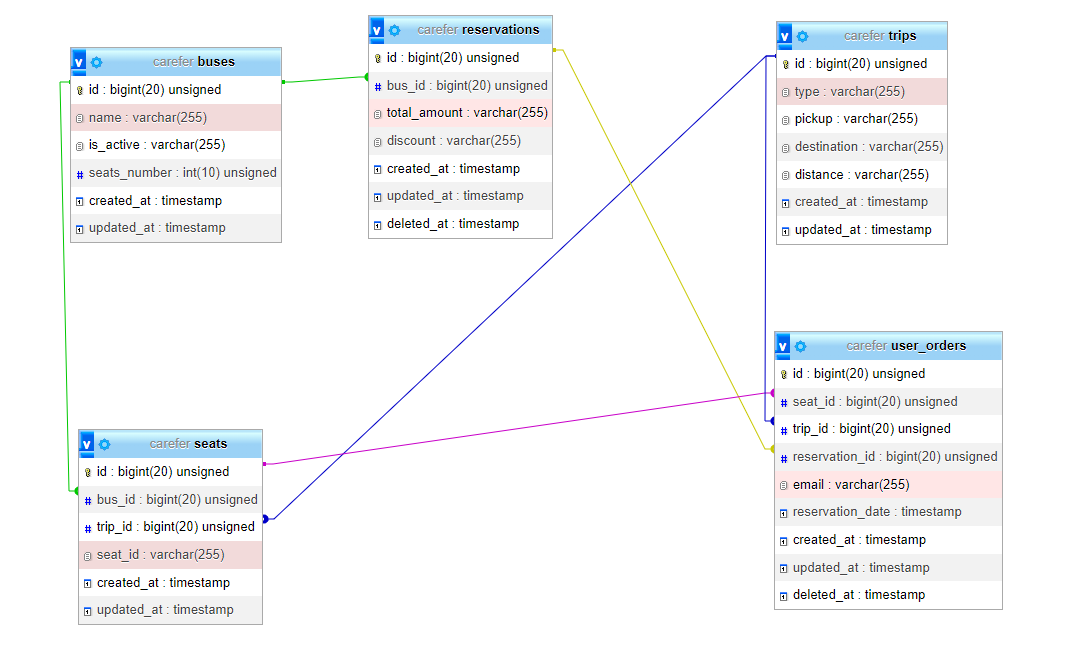 carefer buses
id : bigint(20) unsigned
name : varchar(255)
is_active : varchar(255)
seats_number : int(10) unsigned
created_at : timestamp
updated_at : timestamp
v carefer reservations
id : bigint(20) unsigned
bus_id : bigint(20) unsigned
total_amount : varchar(255)
discount : varchar(255)
created_at : timestamp
updated_at : timestamp
deleted_at : timestamp
v carefer trips
id : bigint(20) unsigned
type : varchar(255)
pickup : varchar(255)
destination : varchar(255)
distance : varchar(255)
created_at : timestamp
updated_at : timestamp
v carefer seats
id : bigint(20) unsigned
bus_id : bigint(20) unsigned
trip_id : bigint(20) unsigned
seat_id : varchar(255)
created_at : timestamp
updated_at : timestamp
v carefer user_orders
id : bigint(20) unsigned
seat_id : bigint(20) unsigned
trip_id : bigint(20) unsigned
reservation_id : bigint(20) unsigned
email : varchar(255)
reservation_date : timestamp
created_at : timestamp
updated_at : timestamp
deleted_at : timestamp